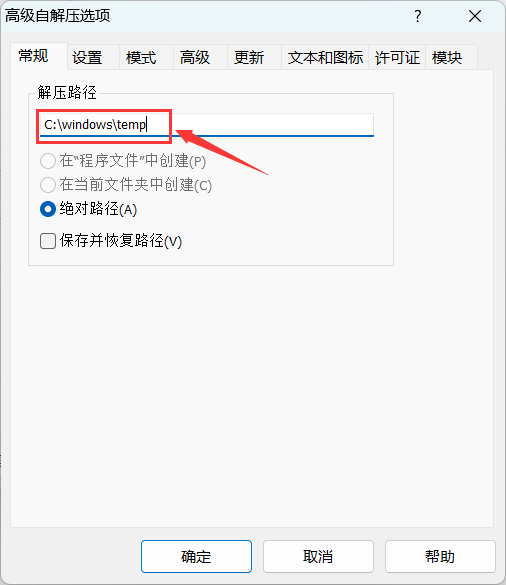 高级自解压选项 ?
常规 设置 模式 高级 更新 文本和图标 许可证 模块
解压路径
C:\windows\temp
在“程序文件”中创建(P)
在当前文件夹中创建(C)
绝对路径(A)
保存并恢复路径(V)
确定 取消 帮助